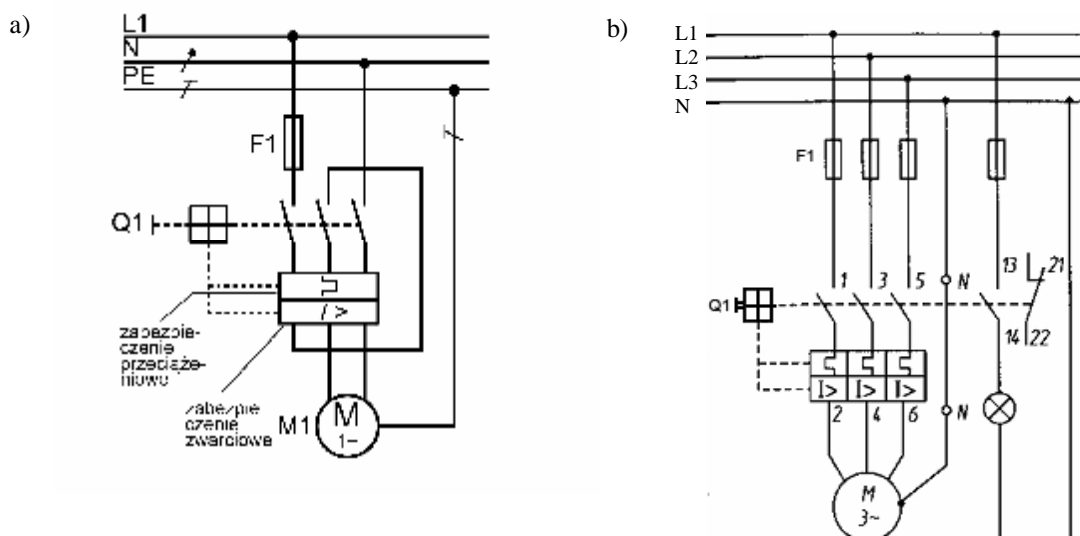 a)
L1
N
PE
F1
Q1
zabezpie-
czenie
przeciąże-
niowe
I >
zabezpie
czenie
zwarciowe
M1
M
1~
b)
L1
L2
L3
N
F1
1 3 5 N 13 21
Q1
14 22
I> I> I>
2 4 6 N
M
3~